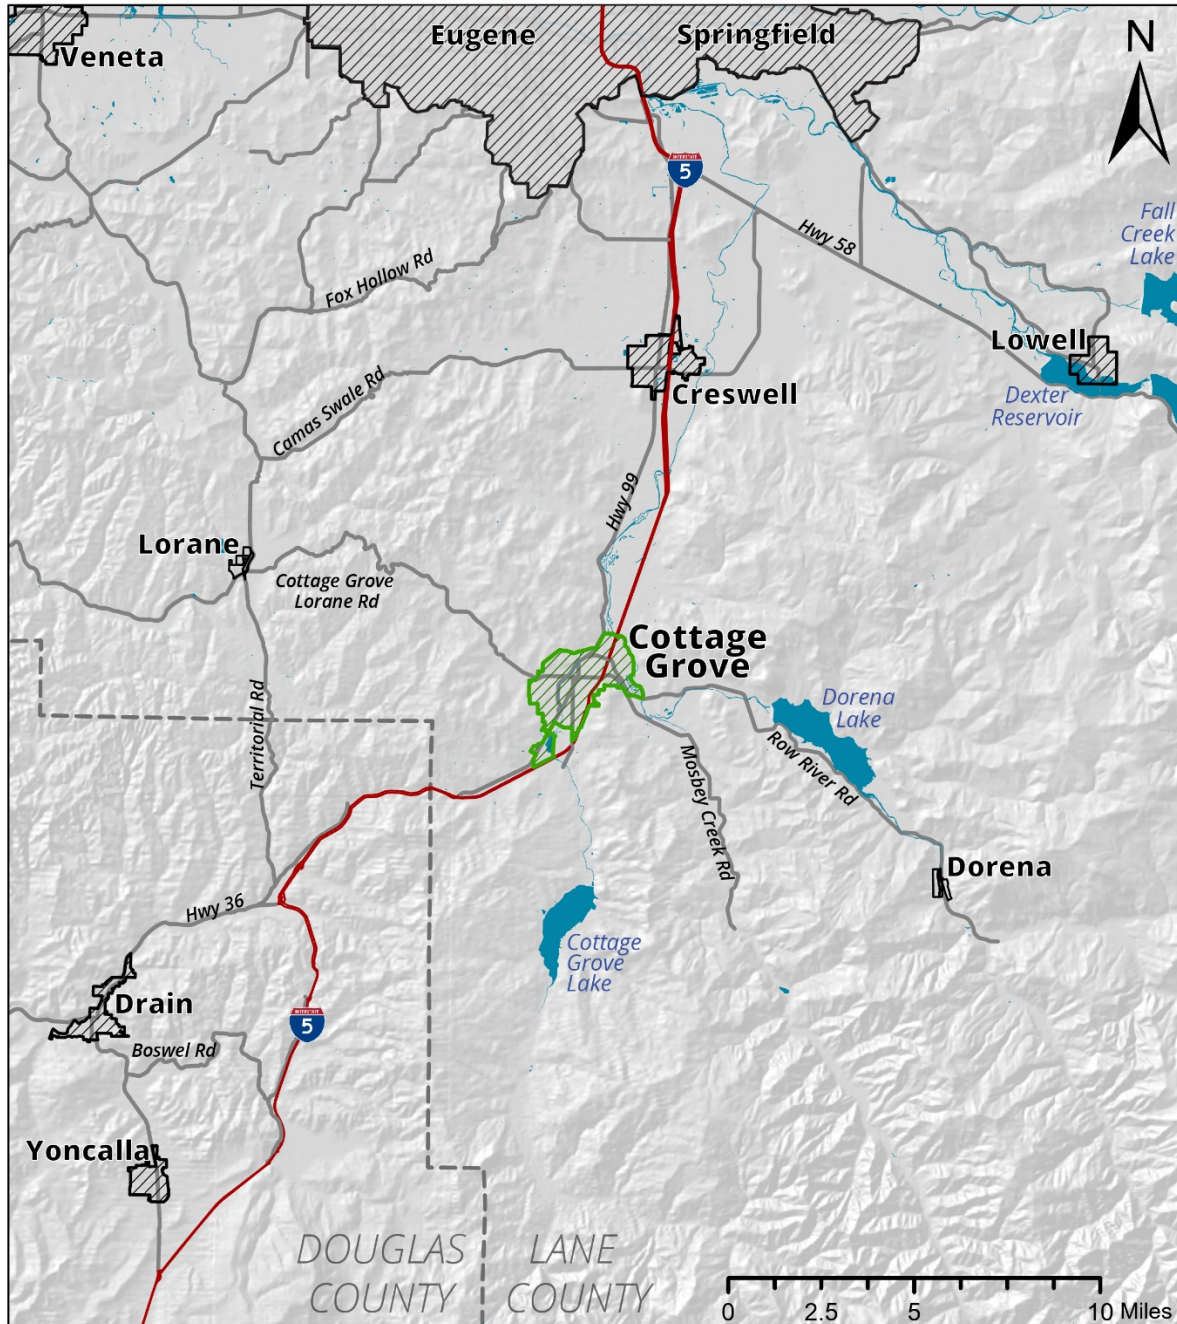 Veneta
Eugene
Springfield
N
INTERSTATE
5
Fall
Creek
Lake
Hwy 58
Fox Hollow Rd
Lowell
Creswell
Dexter
Reservoir
Camas Swale Rd
Hwy 99
Lorane
Cottage Grove
Lorane Rd
Cottage
Grove
Territorial Rd
Dorena
Lake
Row River Rd
Mosbey Creek Rd
Dorena
Hwy 36
Cottage
Grove
Lake
Drain
INTERSTATE
5
Boswel Rd
Yoncalla
DOUGLAS
COUNTY
LANE
COUNTY
0 2.5 5 10 Miles